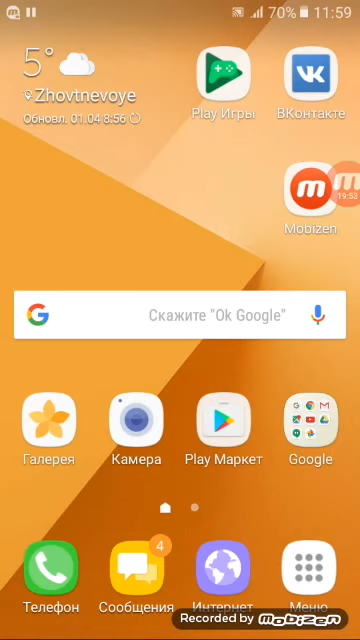 70% 11:59
5°
Zhovtnevoye
Обновл. 01.04 8:56
Play Игры
ВКонтакте
19:53
Mobizen
Скажите "Ok Google"
Галерея
Камера
Play Маркет
Google
4
Телефон
Сообщения
Интернет
Меню
Recorded by mobizen